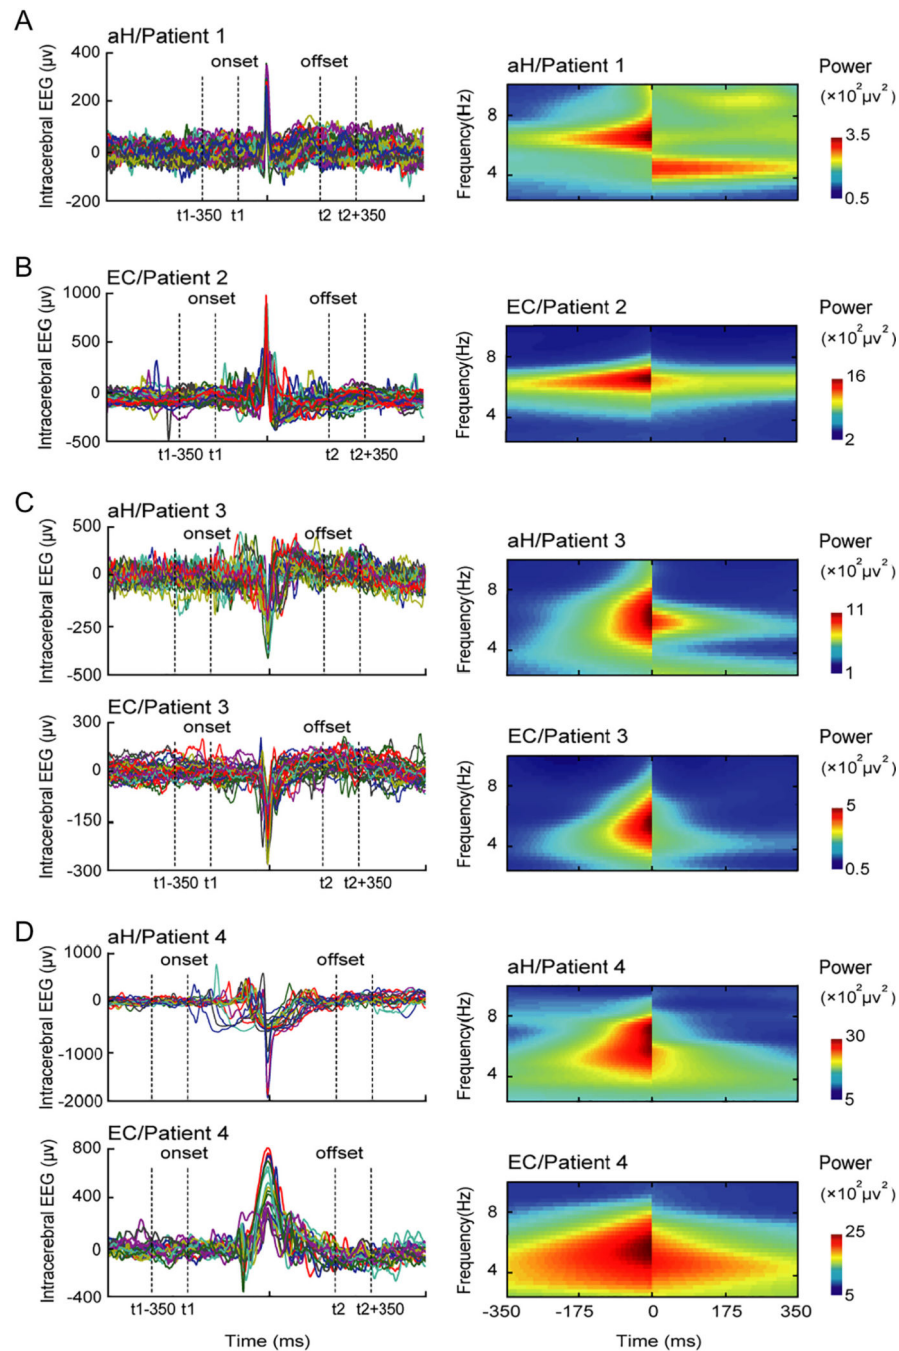 A
aH/Patient 1
onset offset
Intracerebral EEG (µv)
400
200
0
-200
t1-350 t1 t2 t2+350
aH/Patient 1
Frequency(Hz)
8
4
Power
(×10²µv²)
3.5
0.5
B
EC/Patient 2
onset offset
Intracerebral EEG (µv)
1000
500
0
-500
t1-350 t1 t2 t2+350
EC/Patient 2
Frequency(Hz)
8
4
Power
(×10²µv²)
16
2
C
aH/Patient 3
onset offset
Intracerebral EEG (µv)
500
0
-250
-500
aH/Patient 3
Frequency(Hz)
8
4
Power
(×10²µv²)
11
1
EC/Patient 3
onset offset
Intracerebral EEG (µv)
300
0
-150
-300
t1-350 t1 t2 t2+350
EC/Patient 3
Frequency(Hz)
8
4
Power
(×10²µv²)
5
0.5
D
aH/Patient 4
onset offset
Intracerebral EEG (µv)
1000
0
-1000
-2000
aH/Patient 4
Frequency(Hz)
8
4
Power
(×10²µv²)
30
5
EC/Patient 4
onset offset
Intracerebral EEG (µv)
800
400
0
-400
t1-350 t1 t2 t2+350
Time (ms)
EC/Patient 4
Frequency(Hz)
8
4
-350 -175 0 175 350
Time (ms)
Power
(×10²µv²)
25
5